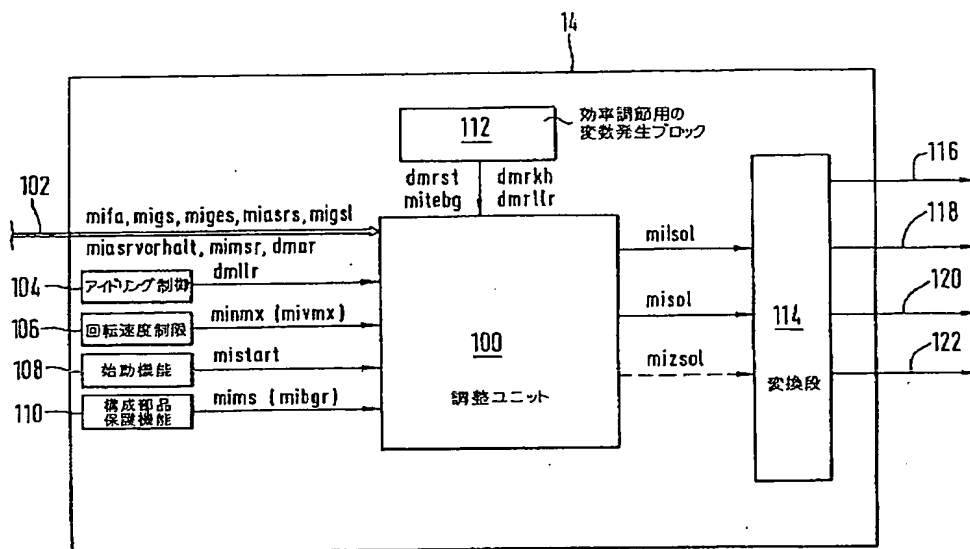 14
112
効率調節用の
変数発生ブロック
dmrst
mitebg
dmrkh
dmrllr
102
mifa, migs, miges, miasrs, migsl
miasrvorhalt, mimsr, dmar
104
アイドリング制御
dmllr
106
回転速度制限
minmx (mivmx)
108
始動機能
mistart
110
構成部品
保護機能
mims (mibgr)
100
調整ユニット
milsol
misol
mizsol
114
変換段
116
118
120
122